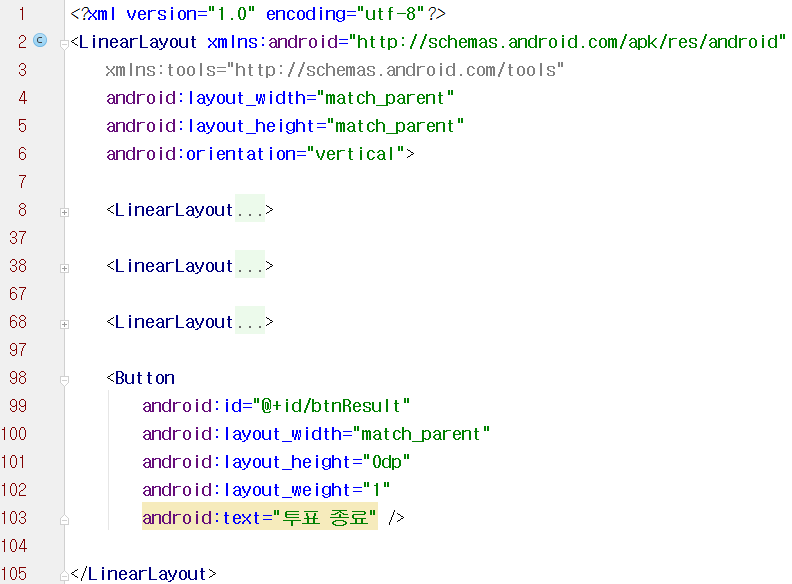 1 <?xml version="1.0" encoding="utf-8"?>
2 C <LinearLayout xmlns:android="http://schemas.android.com/apk/res/android"
3 xmlns:tools="http://schemas.android.com/tools"
4 android:layout_width="match_parent"
5 android:layout_height="match_parent"
6 android:orientation="vertical">
7
8 <LinearLayout...>
37
38 <LinearLayout...>
67
68 <LinearLayout...>
97
98 <Button
99 android:id="@+id/btnResult"
100 android:layout_width="match_parent"
101 android:layout_height="0dp"
102 android:layout_weight="1"
103 android:text="투표 종료" />
104
105 </LinearLayout>